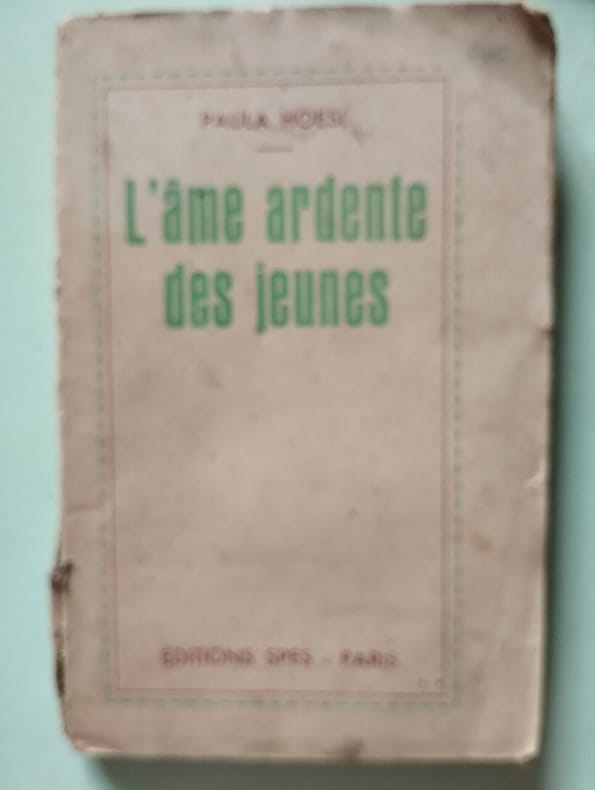 PAULA HOESL
L'âme ardente
des jeunes
EDITIONS SPES - PARIS